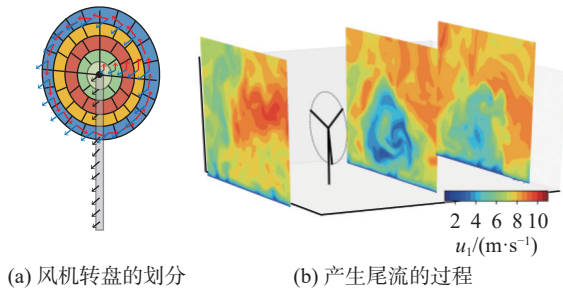 (a)
(b)
2 4 6 8 10
u₁/(m·s⁻¹)
(a) 风机转盘的划分
(b) 产生尾流的过程